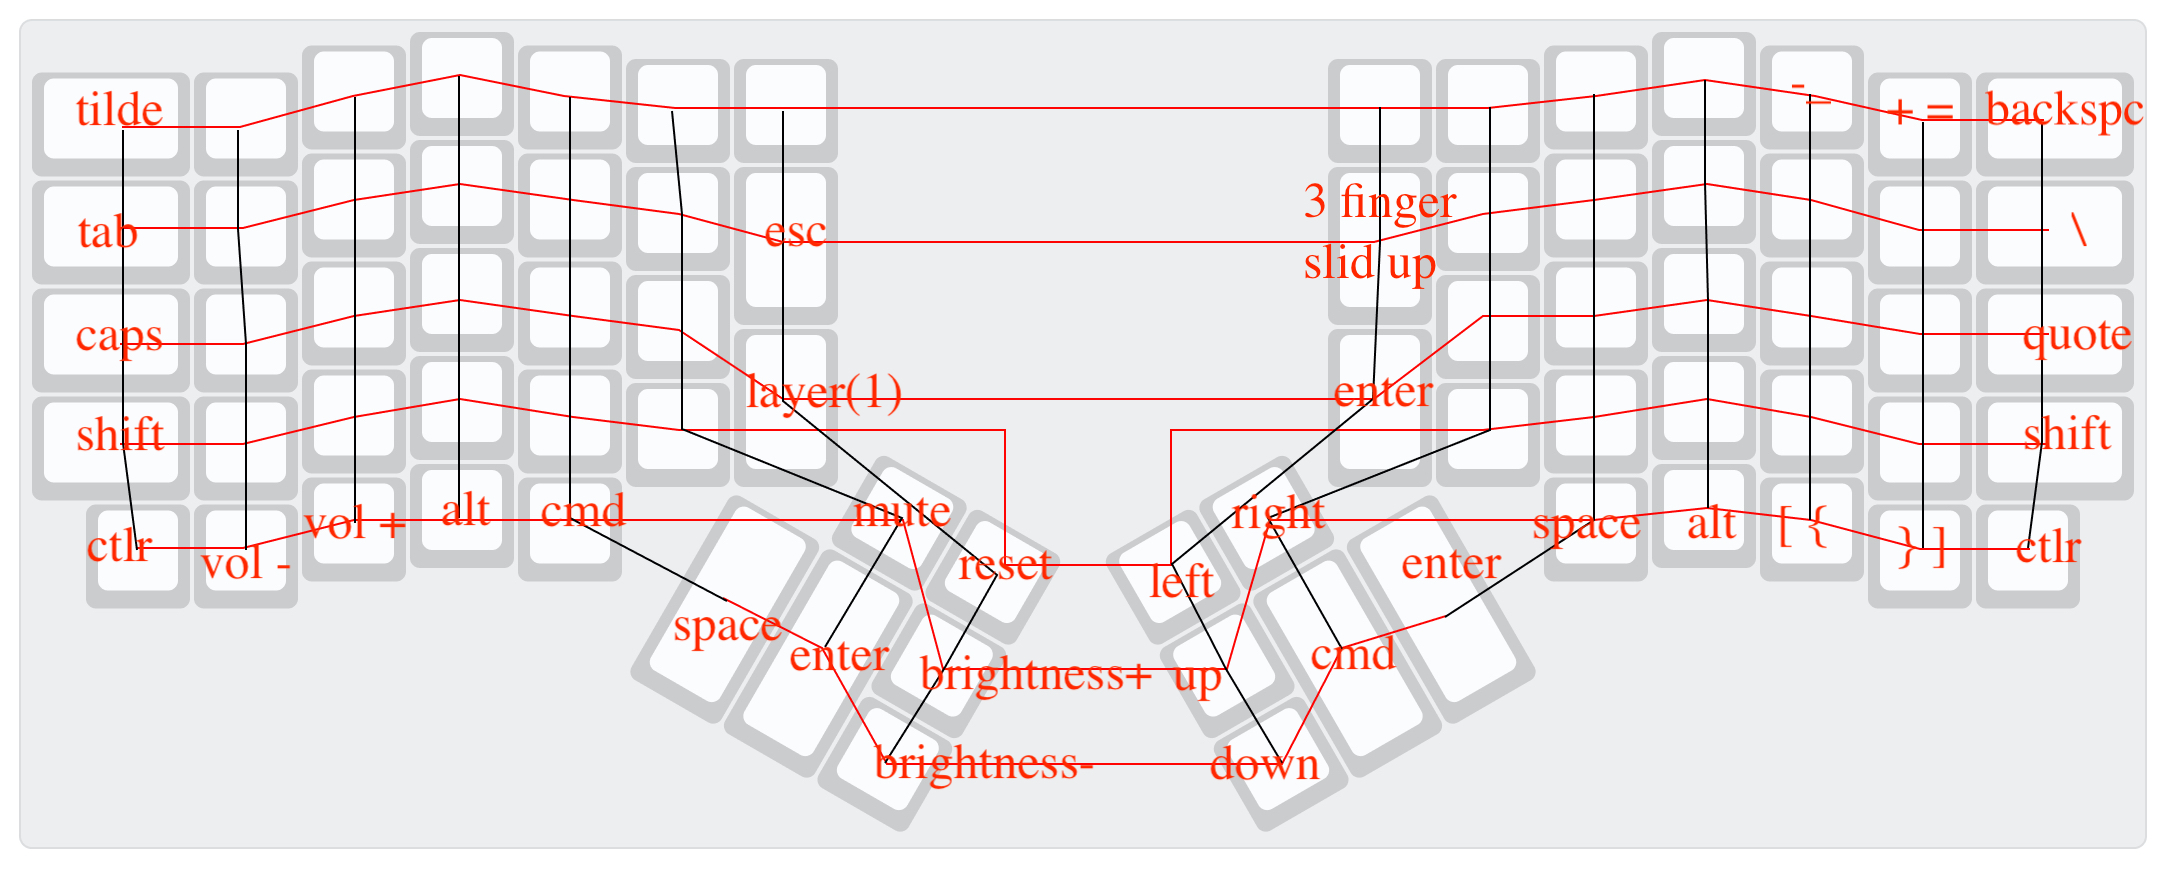 tilde
-_
+ =
backspc
tab
esc
3 finger
slid up
\
caps
layer(1)
enter
quote
shift
shift
ctlr
vol -
vol +
alt
cmd
mute
reset
left
right
space
alt
[ {
} ]
ctlr
space
enter
brightness+
up
cmd
enter
brightness-
down